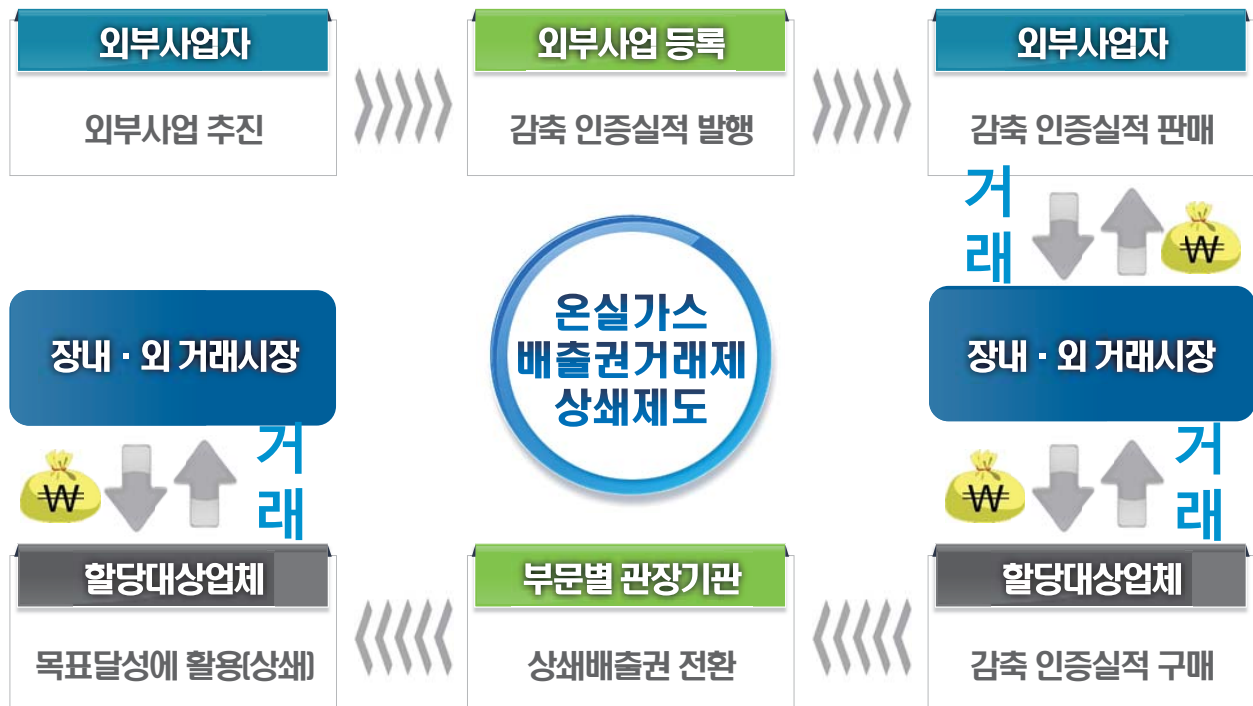 외부사업자
외부사업 추진
외부사업 등록
감축 인증실적 발행
외부사업자
감축 인증실적 판매
거
래
₩
장내 · 외 거래시장
온실가스
배출권거래제
상쇄제도
장내 · 외 거래시장
₩
거
래
₩
거
래
할당대상업체
목표달성에 활용(상쇄)
부문별 관장기관
상쇄배출권 전환
할당대상업체
감축 인증실적 구매